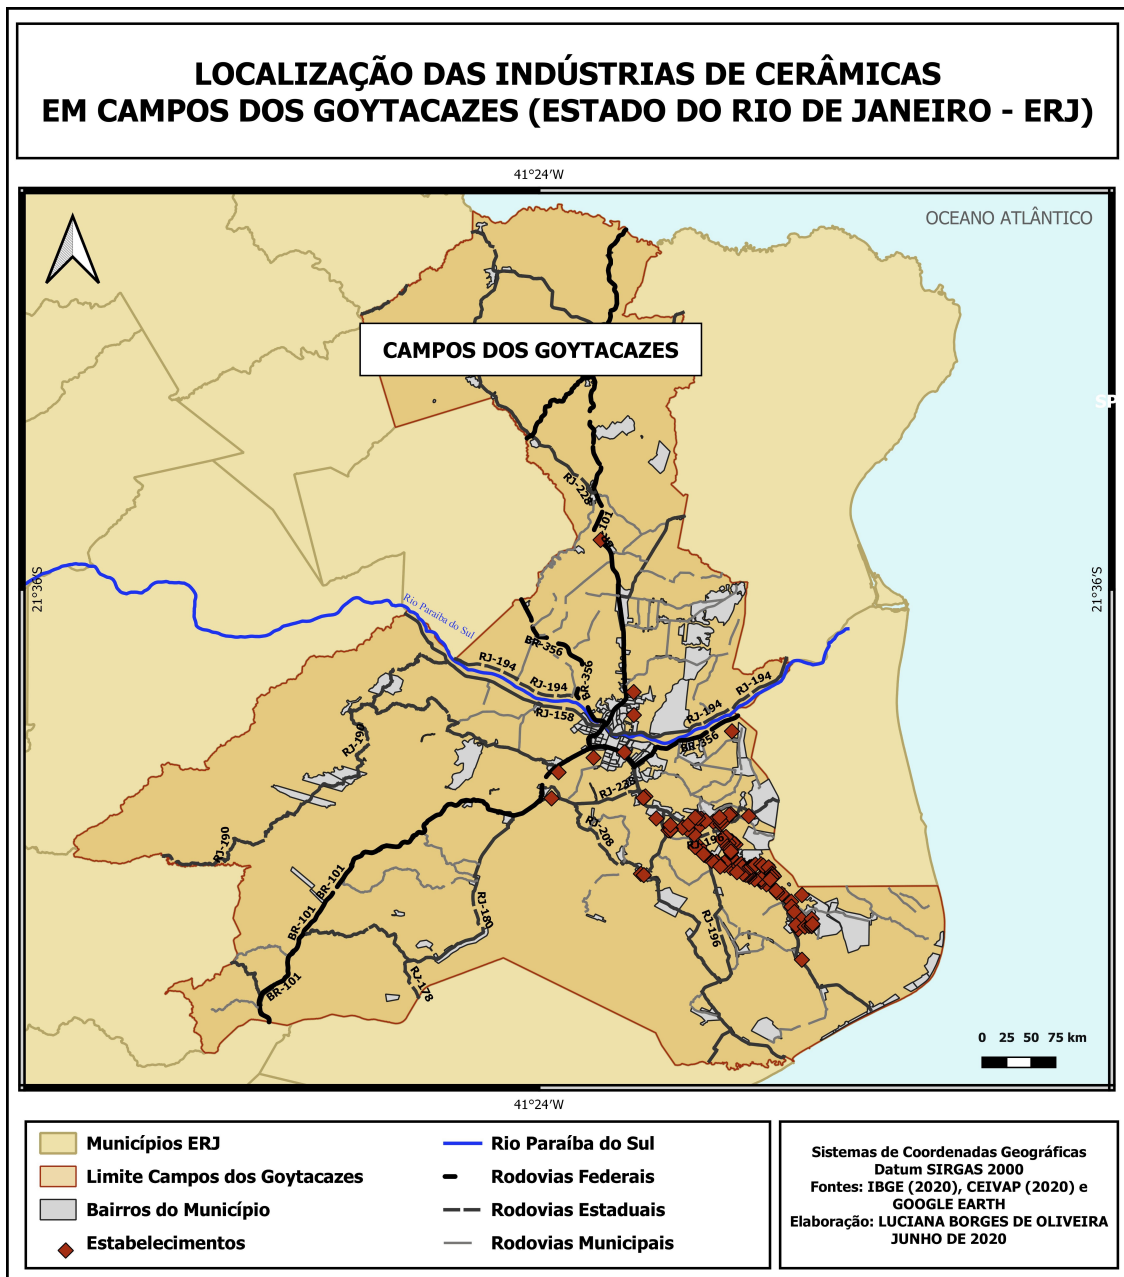 LOCALIZAÇÃO DAS INDÚSTRIAS DE CERÂMICAS
EM CAMPOS DOS GOYTACAZES (ESTADO DO RIO DE JANEIRO - ERJ)
41°24'W
OCEANO ATLÂNTICO
CAMPOS DOS GOYTACAZES
SP
RJ-228
BR-101
21°36'S
21°36'S
Rio Paraíba do Sul
BR-356
RJ-194
BR-356
RJ-194
RJ-194
RJ-158
RJ-194
RJ-190
BR-356
RJ-228
RJ-208
RJ-196
RJ-190
BR-101
RJ-180
BR-101
RJ-196
RJ-178
BR-101
0 25 50 75 km
41°24'W
Municípios ERJ
Limite Campos dos Goytacazes
Bairros do Município
Estabelecimentos
Rio Paraíba do Sul
Rodovias Federais
Rodovias Estaduais
Rodovias Municipais
Sistemas de Coordenadas Geográficas
Datum SIRGAS 2000
Fontes: IBGE (2020), CEIVAP (2020) e
GOOGLE EARTH
Elaboração: LUCIANA BORGES DE OLIVEIRA
JUNHO DE 2020